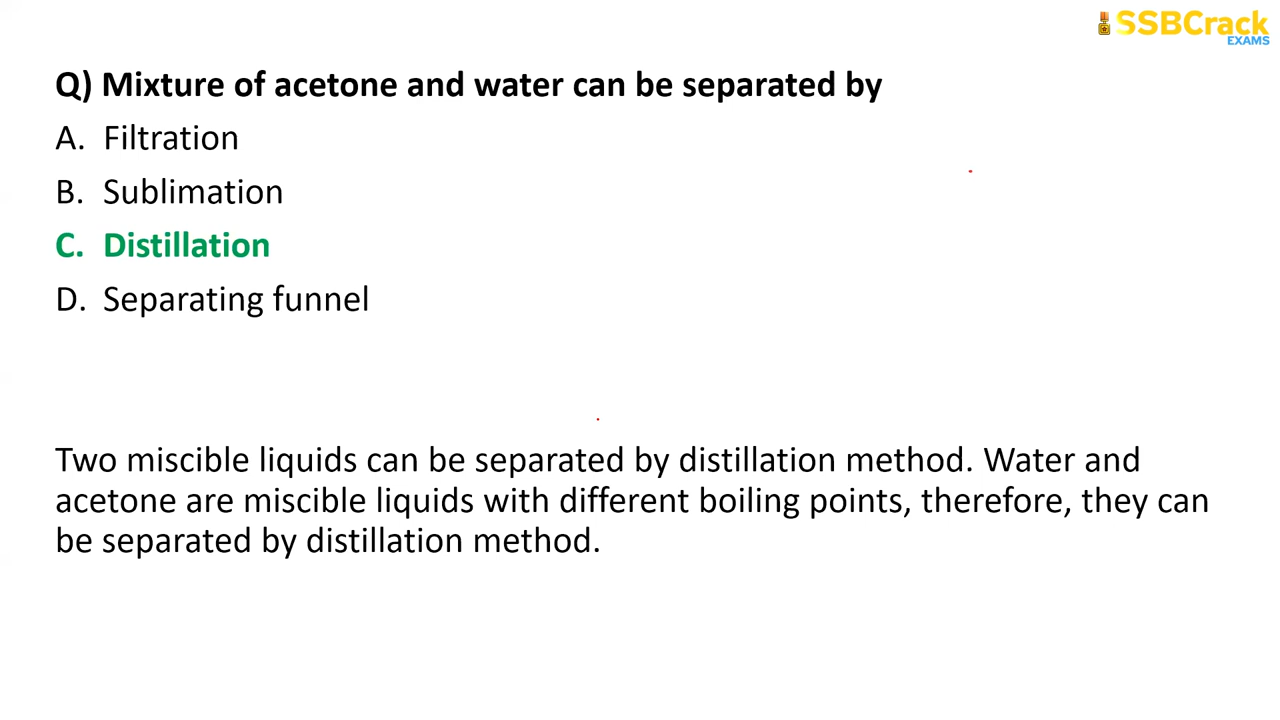 SSBCrack
EXAMS
Q) Mixture of acetone and water can be separated by
A. Filtration
B. Sublimation
C. Distillation
D. Separating funnel
Two miscible liquids can be separated by distillation method. Water and
acetone are miscible liquids with different boiling points, therefore, they can
be separated by distillation method.